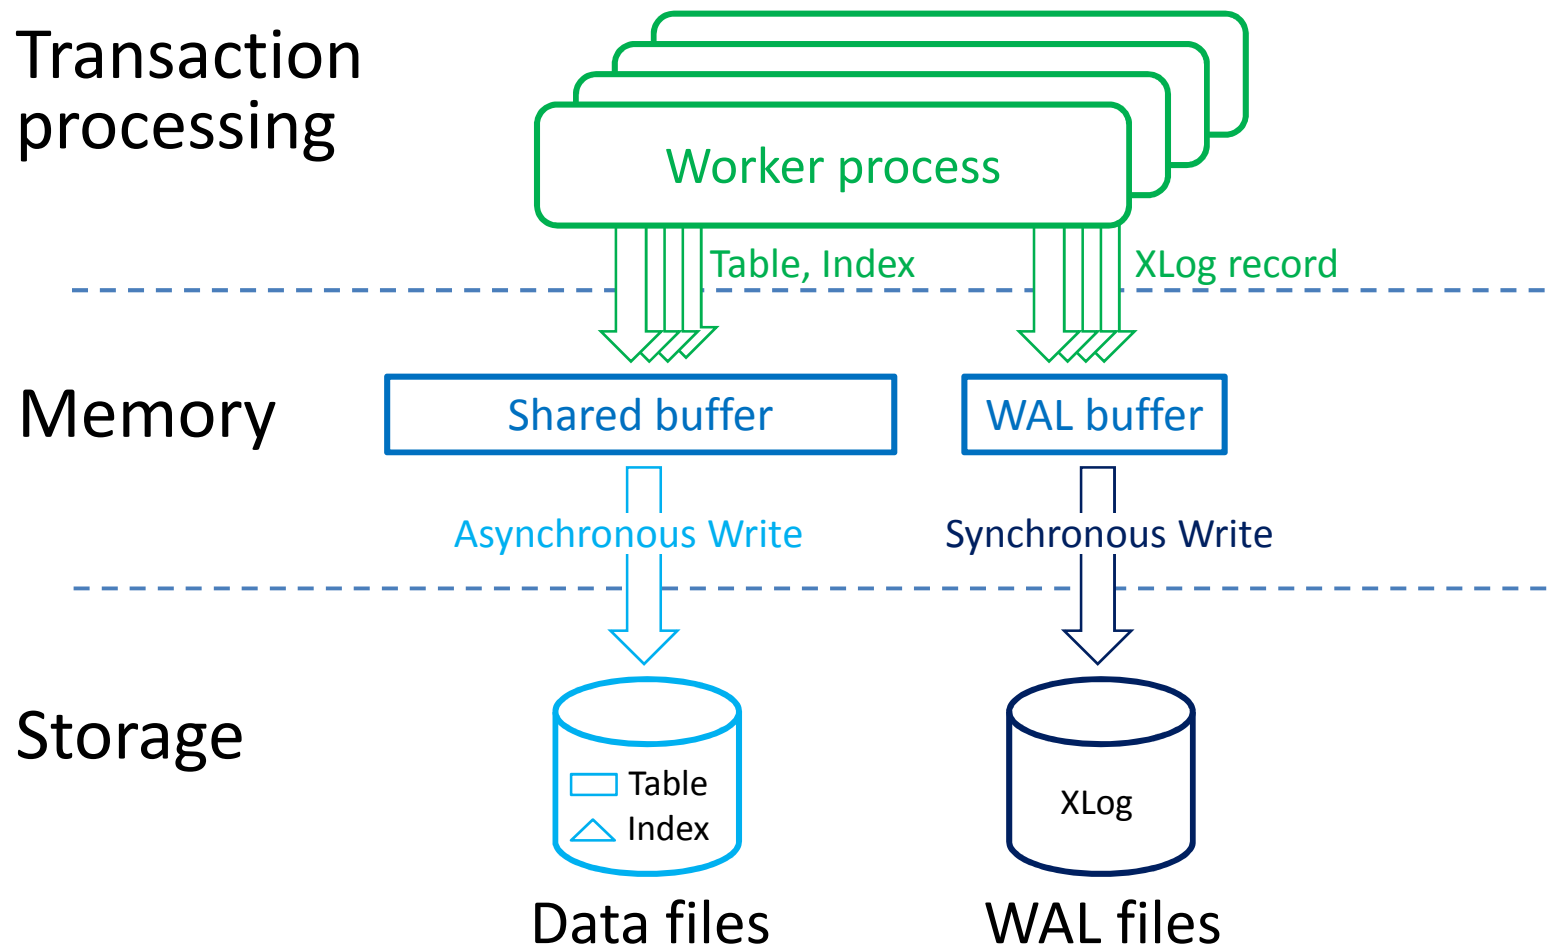 Transaction
processing
Worker process
Table, Index
XLog record
Memory
Shared buffer
WAL buffer
Asynchronous Write
Synchronous Write
Storage
Table
Index
XLog
Data files
WAL files